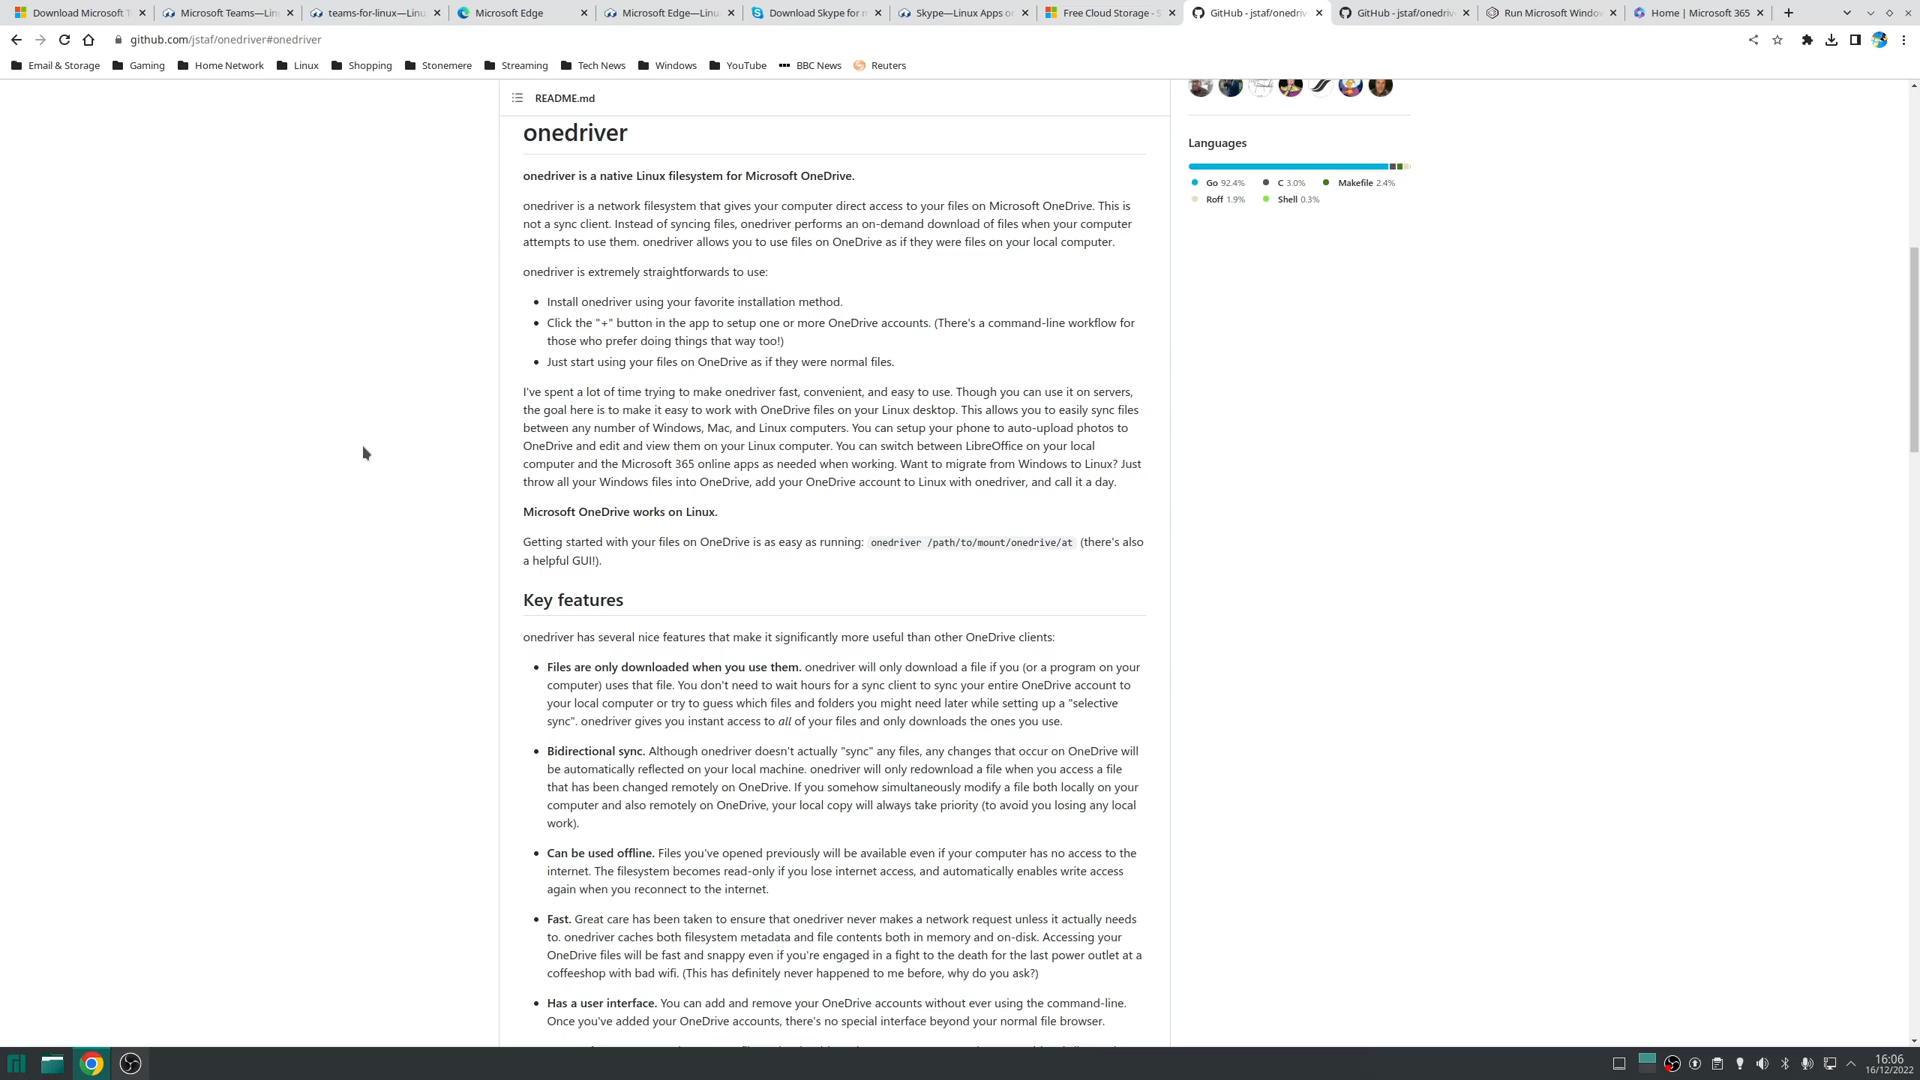 Download Microsoft T
Microsoft Teams—Lin
teams-for-linux—Linu
Microsoft Edge
Microsoft Edge—Linu
Download Skype for m
Skype—Linux Apps or
Free Cloud Storage - S
GitHub - jstaf/onedriv
GitHub - jstaf/onedriv
Run Microsoft Windo
Home | Microsoft 365
github.com/jstaf/onedriver#onedriver
Email & Storage
Gaming
Home Network
Linux
Shopping
Stonemere
Streaming
Tech News
Windows
YouTube
BBC News
Reuters
README.md
onedriver
onedriver is a native Linux filesystem for Microsoft OneDrive.
onedriver is a network filesystem that gives your computer direct access to your files on Microsoft OneDrive. This is
not a sync client. Instead of syncing files, onedriver performs an on-demand download of files when your computer
attempts to use them. onedriver allows you to use files on OneDrive as if they were files on your local computer.
onedriver is extremely straightforwards to use:
• Install onedriver using your favorite installation method.
• Click the "+" button in the app to setup one or more OneDrive accounts. (There's a command-line workflow for
those who prefer doing things that way too!)
• Just start using your files on OneDrive as if they were normal files.
I've spent a lot of time trying to make onedriver fast, convenient, and easy to use. Though you can use it on servers,
the goal here is to make it easy to work with OneDrive files on your Linux desktop. This allows you to easily sync files
between any number of Windows, Mac, and Linux computers. You can setup your phone to auto-upload photos to
OneDrive and edit and view them on your Linux computer. You can switch between LibreOffice on your local
computer and the Microsoft 365 online apps as needed when working. Want to migrate from Windows to Linux? Just
throw all your Windows files into OneDrive, add your OneDrive account to Linux with onedriver, and call it a day.
Microsoft OneDrive works on Linux.
Getting started with your files on OneDrive is as easy as running: onedriver /path/to/mount/onedrive/at (there's also
a helpful GUI!).
Key features
onedriver has several nice features that make it significantly more useful than other OneDrive clients:
• Files are only downloaded when you use them. onedriver will only download a file if you (or a program on your
computer) uses that file. You don't need to wait hours for a sync client to sync your entire OneDrive account to
your local computer or try to guess which files and folders you might need later while setting up a "selective
sync". onedriver gives you instant access to all of your files and only downloads the ones you use.
• Bidirectional sync. Although onedriver doesn't actually "sync" any files, any changes that occur on OneDrive will
be automatically reflected on your local machine. onedriver will only redownload a file when you access a file
that has been changed remotely on OneDrive. If you somehow simultaneously modify a file both locally on your
computer and also remotely on OneDrive, your local copy will always take priority (to avoid you losing any local
work).
• Can be used offline. Files you've opened previously will be available even if your computer has no access to the
internet. The filesystem becomes read-only if you lose internet access, and automatically enables write access
again when you reconnect to the internet.
• Fast. Great care has been taken to ensure that onedriver never makes a network request unless it actually needs
to. onedriver caches both filesystem metadata and file contents both in memory and on-disk. Accessing your
OneDrive files will be fast and snappy even if you're engaged in a fight to the death for the last power outlet at a
coffeeshop with bad wifi. (This has definitely never happened to me before, why do you ask?)
• Has a user interface. You can add and remove your OneDrive accounts without ever using the command-line.
Once you've added your OneDrive accounts, there's no special interface beyond your normal file browser.
Languages
Go 92.4%
C 3.0%
Makefile 2.4%
Roff 1.9%
Shell 0.3%
16:06
16/12/2022